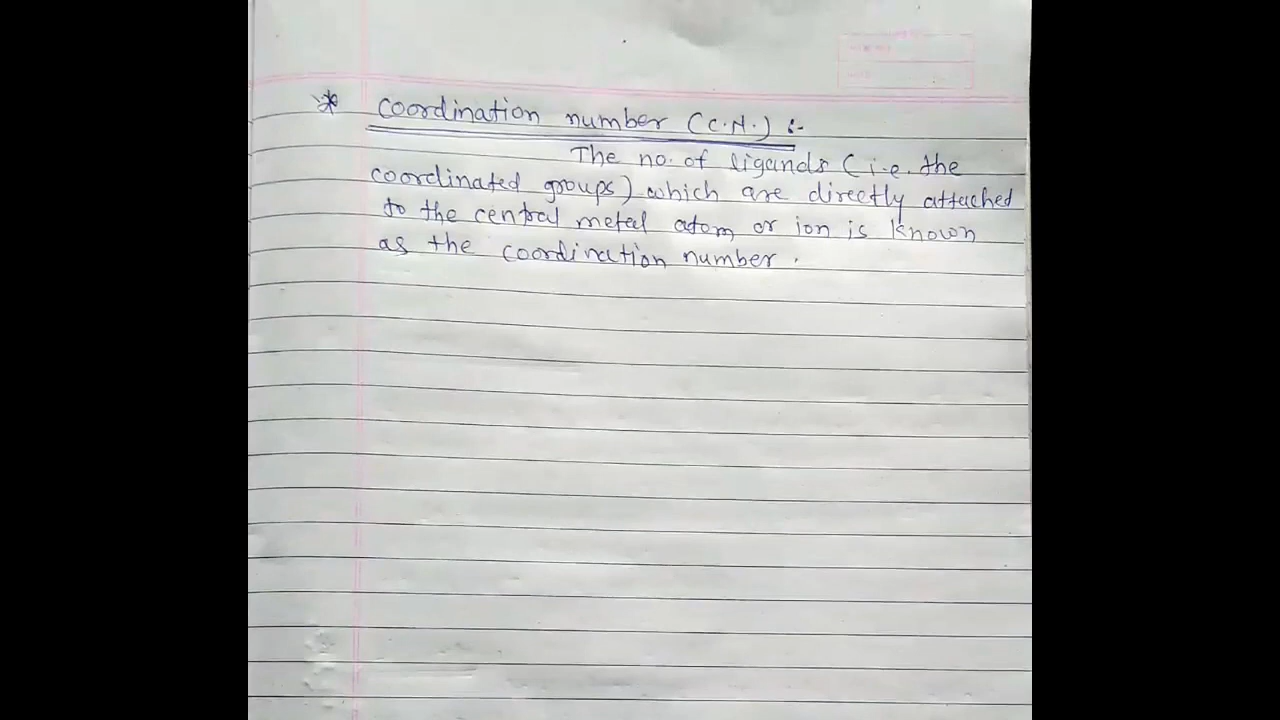 * Coordination number (C.N.) :-
The no. of ligands (i.e. the
coordinated groups) which are directly attached
to the central metal atom or ion is known
as the coordination number.